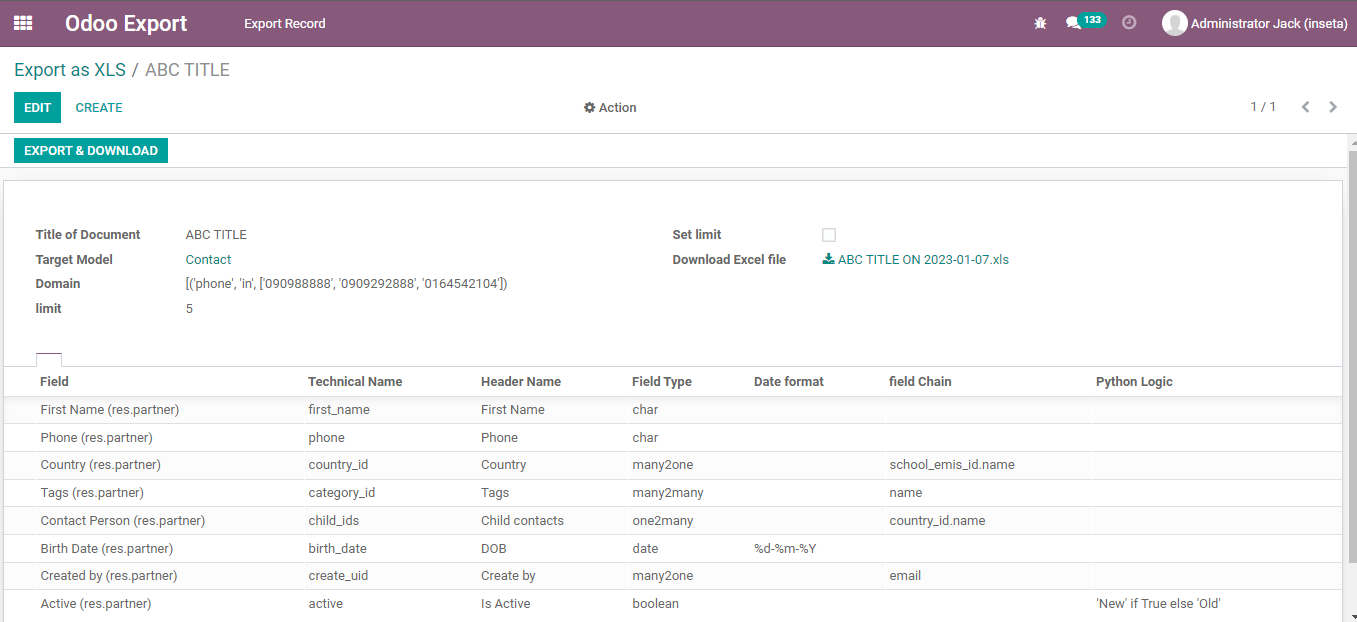 Odoo Export Export Record 133 Administrator Jack (inseta)
Export as XLS / ABC TITLE
EDIT CREATE Action 1 / 1
EXPORT & DOWNLOAD
Title of Document ABC TITLE Set limit
Target Model Contact Download Excel file ABC TITLE ON 2023-01-07.xls
Domain [('phone', 'in', ['090988888', '0909292888', '0164542104'])
limit 5
Field Technical Name Header Name Field Type Date format field Chain Python Logic
First Name (res.partner) first_name First Name char
Phone (res.partner) phone Phone char
Country (res.partner) country_id Country many2one school_emis_id.name
Tags (res.partner) category_id Tags many2many name
Contact Person (res.partner) child_ids Child contacts one2many country_id.name
Birth Date (res.partner) birth_date DOB date %d-%m-%Y
Created by (res.partner) create_uid Create by many2one email
Active (res.partner) active Is Active boolean 'New' if True else 'Old'